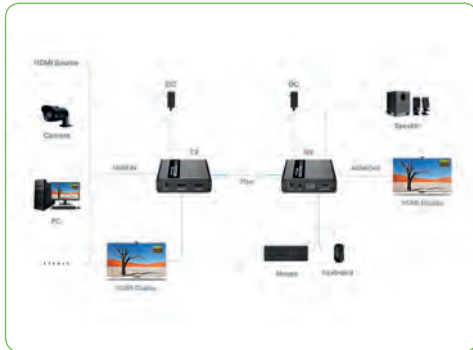 HDMI Source
DC
DC
Camera
Speaker
TX
RX
HDMI IN
70m
HDMI Out
HDMI Display
PC
Mouse
Keyboard
HDMI Display